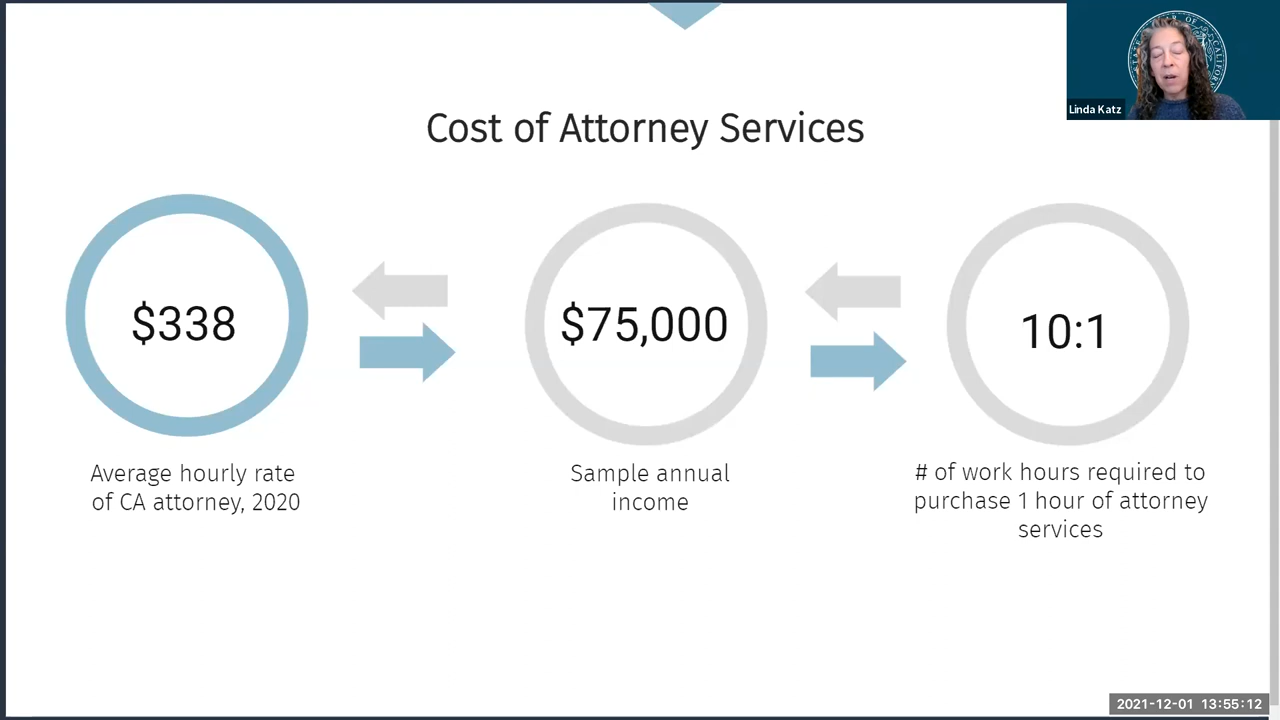 Linda Katz
Cost of Attorney Services
$338
$75,000
10:1
Average hourly rate
of CA attorney, 2020
Sample annual
income
# of work hours required to
purchase 1 hour of attorney
services
2021-12-01 13:55:12